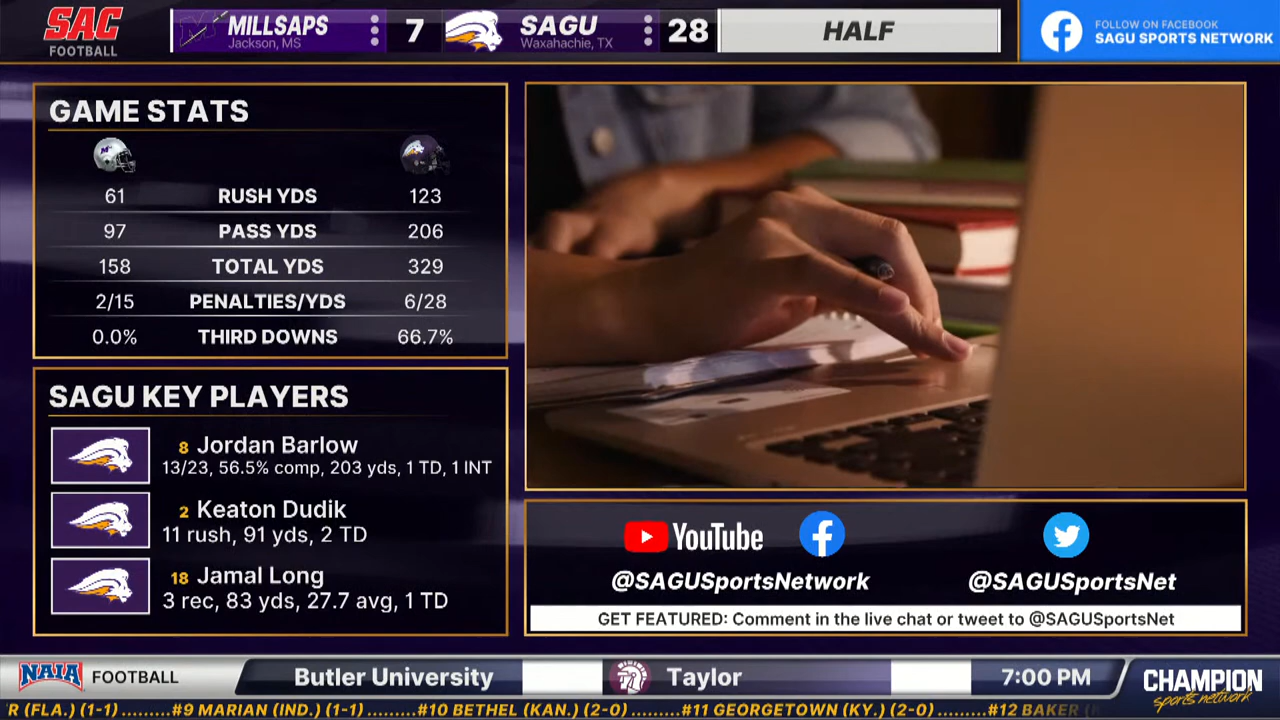 SAC
FOOTBALL
MILLSAPS
Jackson, MS
7
SAGU
Waxahachie, TX
28
HALF
FOLLOW ON FACEBOOK
SAGU SPORTS NETWORK
GAME STATS
61 RUSH YDS 123
97 PASS YDS 206
158 TOTAL YDS 329
2/15 PENALTIES/YDS 6/28
0.0% THIRD DOWNS 66.7%
SAGU KEY PLAYERS
8 Jordan Barlow
13/23, 56.5% comp, 203 yds, 1 TD, 1 INT
2 Keaton Dudik
11 rush, 91 yds, 2 TD
18 Jamal Long
3 rec, 83 yds, 27.7 avg, 1 TD
YouTube
@SAGUSportsNetwork
@SAGUSportsNet
GET FEATURED: Comment in the live chat or tweet to @SAGUSportsNet
NAIA FOOTBALL
Butler University
Taylor
7:00 PM
CHAMPION
sports network
R (FLA.) (1-1) .........#9 MARIAN (IND.) (1-1) .........#10 BETHEL (KAN.) (2-0) .........#11 GEORGETOWN (KY.) (2-0) .........#12 BAKER